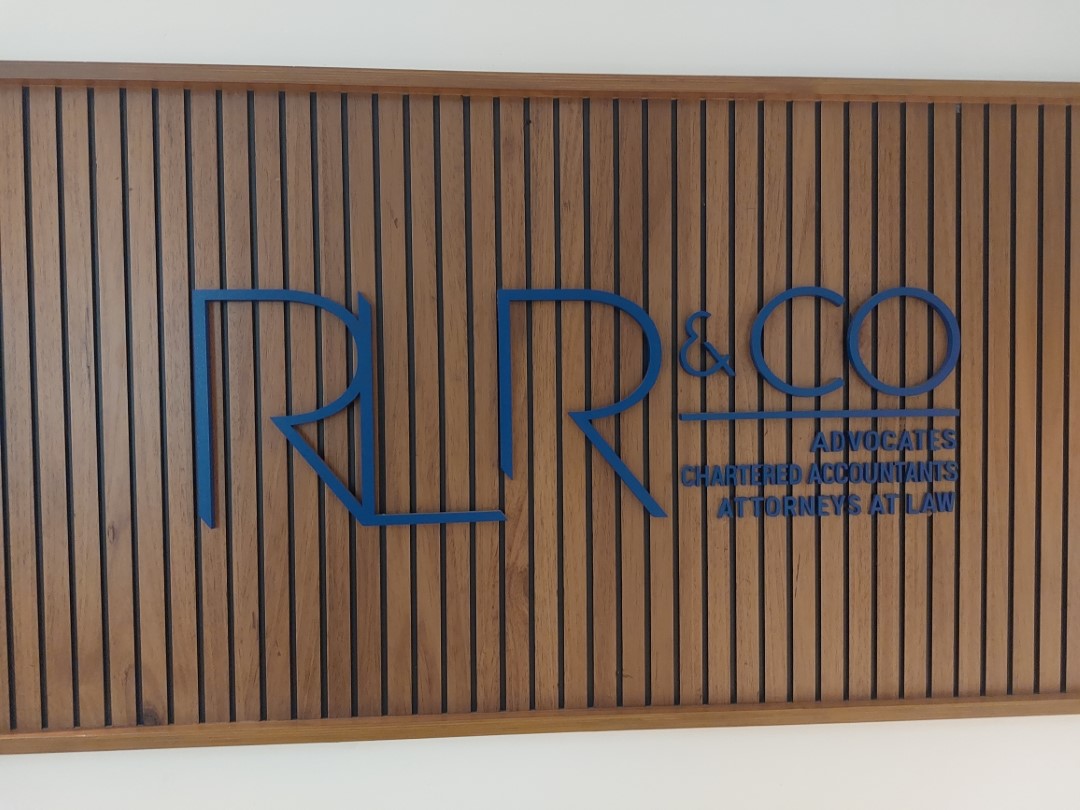 RLR & CO
ADVOCATES
CHARTERED ACCOUNTANTS
ATTORNEYS AT LAW